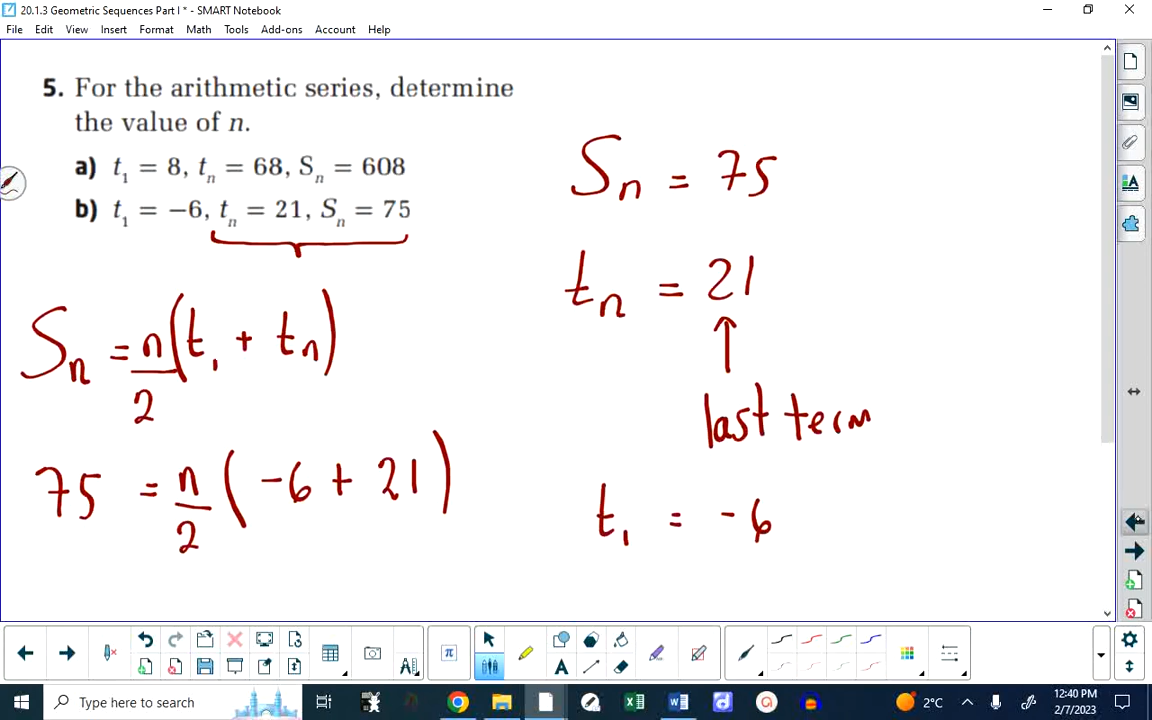 20.1.3 Geometric Sequences Part I * - SMART Notebook
File Edit View Insert Format Math Tools Add-ons Account Help
5. For the arithmetic series, determine
the value of n.
a) t₁ = 8, tₙ = 68, Sₙ = 608
b) t₁ = −6, tₙ = 21, Sₙ = 75
Sₙ = 75
tₙ = 21
last term
t₁ = -6
Sₙ = n/2 (t₁ + tₙ)
75 = n/2 (-6 + 21)
π
A
Type here to search
2°C
12:40 PM
2/7/2023